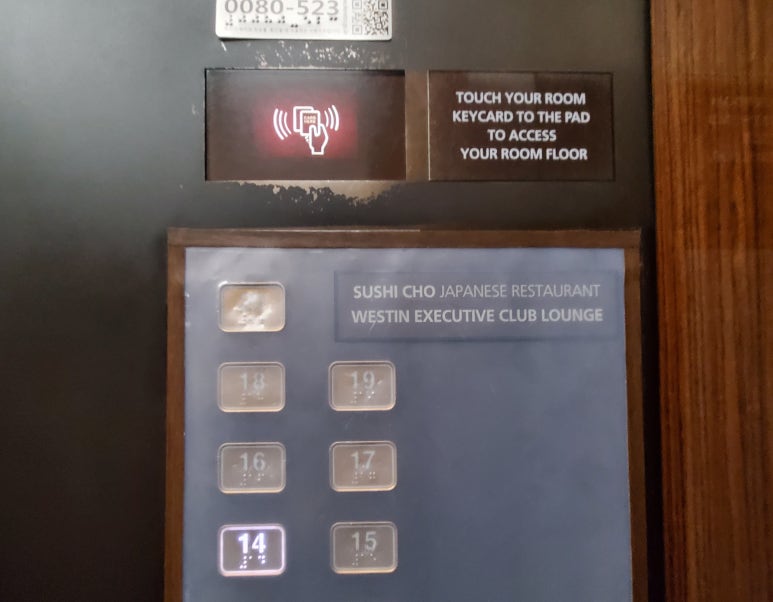 0080-523
TOUCH YOUR ROOM
KEYCARD TO THE PAD
TO ACCESS
YOUR ROOM FLOOR
SUSHI CHO JAPANESE RESTAURANT
WESTIN EXECUTIVE CLUB LOUNGE
18 19
16 17
14 15